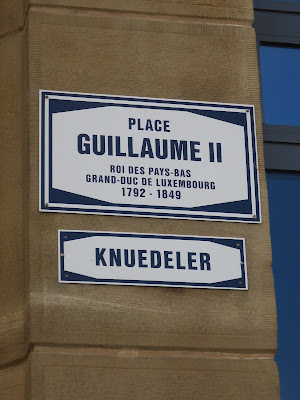 PLACE
GUILLAUME II
ROI DES PAYS-BAS
GRAND-DUC DE LUXEMBOURG
1792 - 1849
KNUEDELER